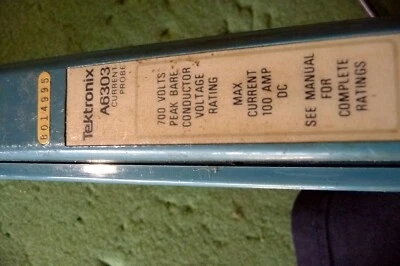 B014995
Tektronix
A6303
CURRENT
PROBE
700 VOLTS
PEAK BARE
CONDUCTOR
VOLTAGE
RATING
MAX
CURRENT
100 AMP
DC
SEE MANUAL
FOR
COMPLETE
RATINGS